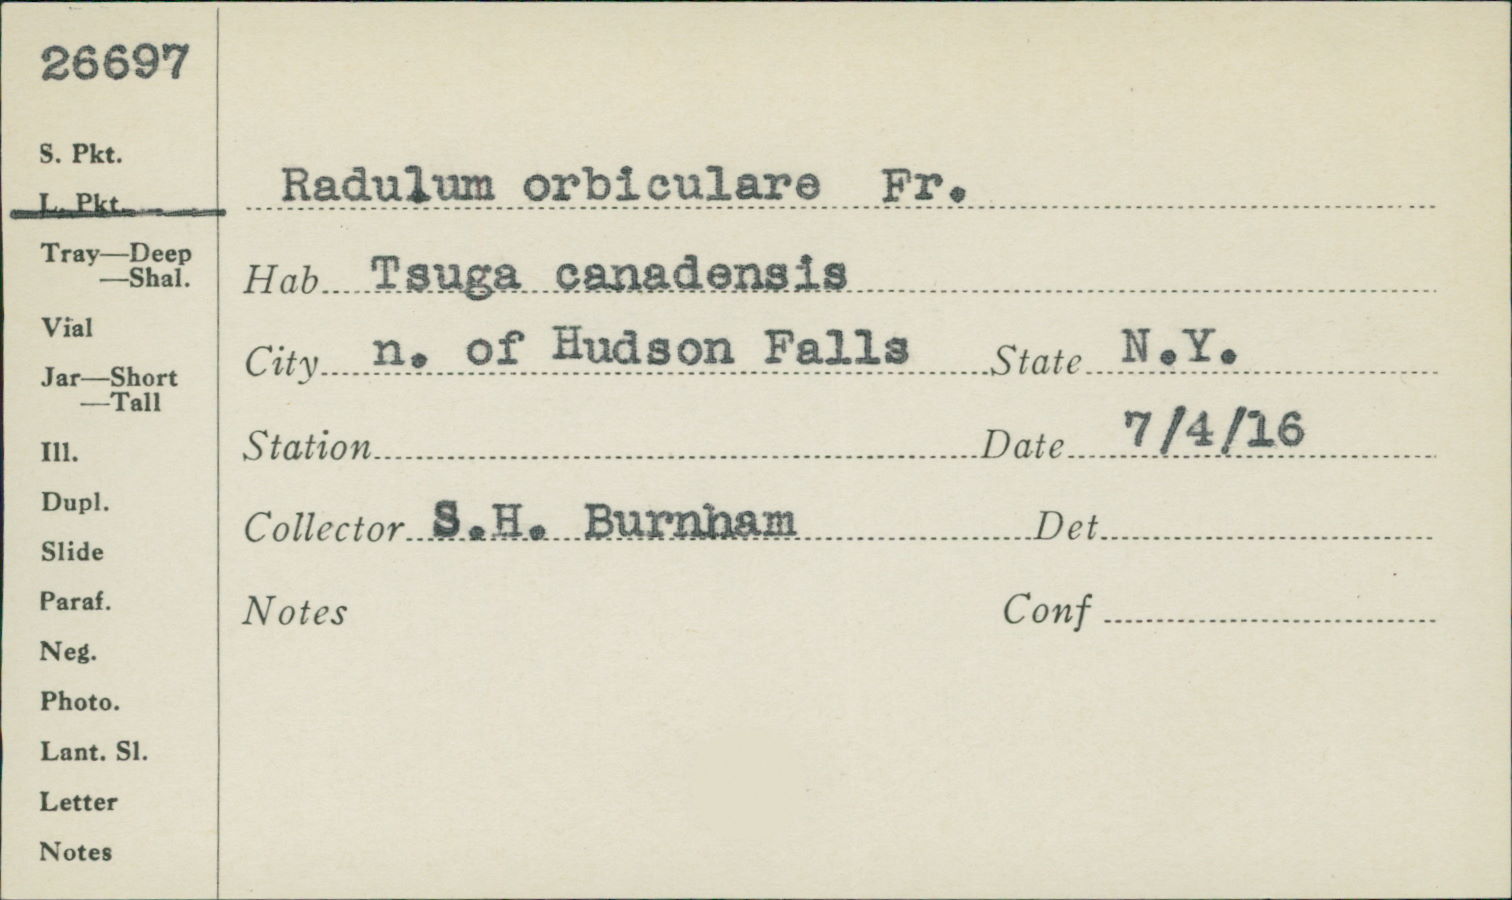 26697
S. Pkt.
L. Pkt.
Tray—Deep
—Shal.
Vial
Jar—Short
—Tall
Ill.
Dupl.
Slide
Paraf.
Neg.
Photo.
Lant. Sl.
Letter
Notes
Radulum orbiculare Fr.
Hab. Tsuga canadensis
City n. of Hudson Falls State N.Y.
Station Date 7/4/16
Collector S.H. Burnham Det
Notes Conf